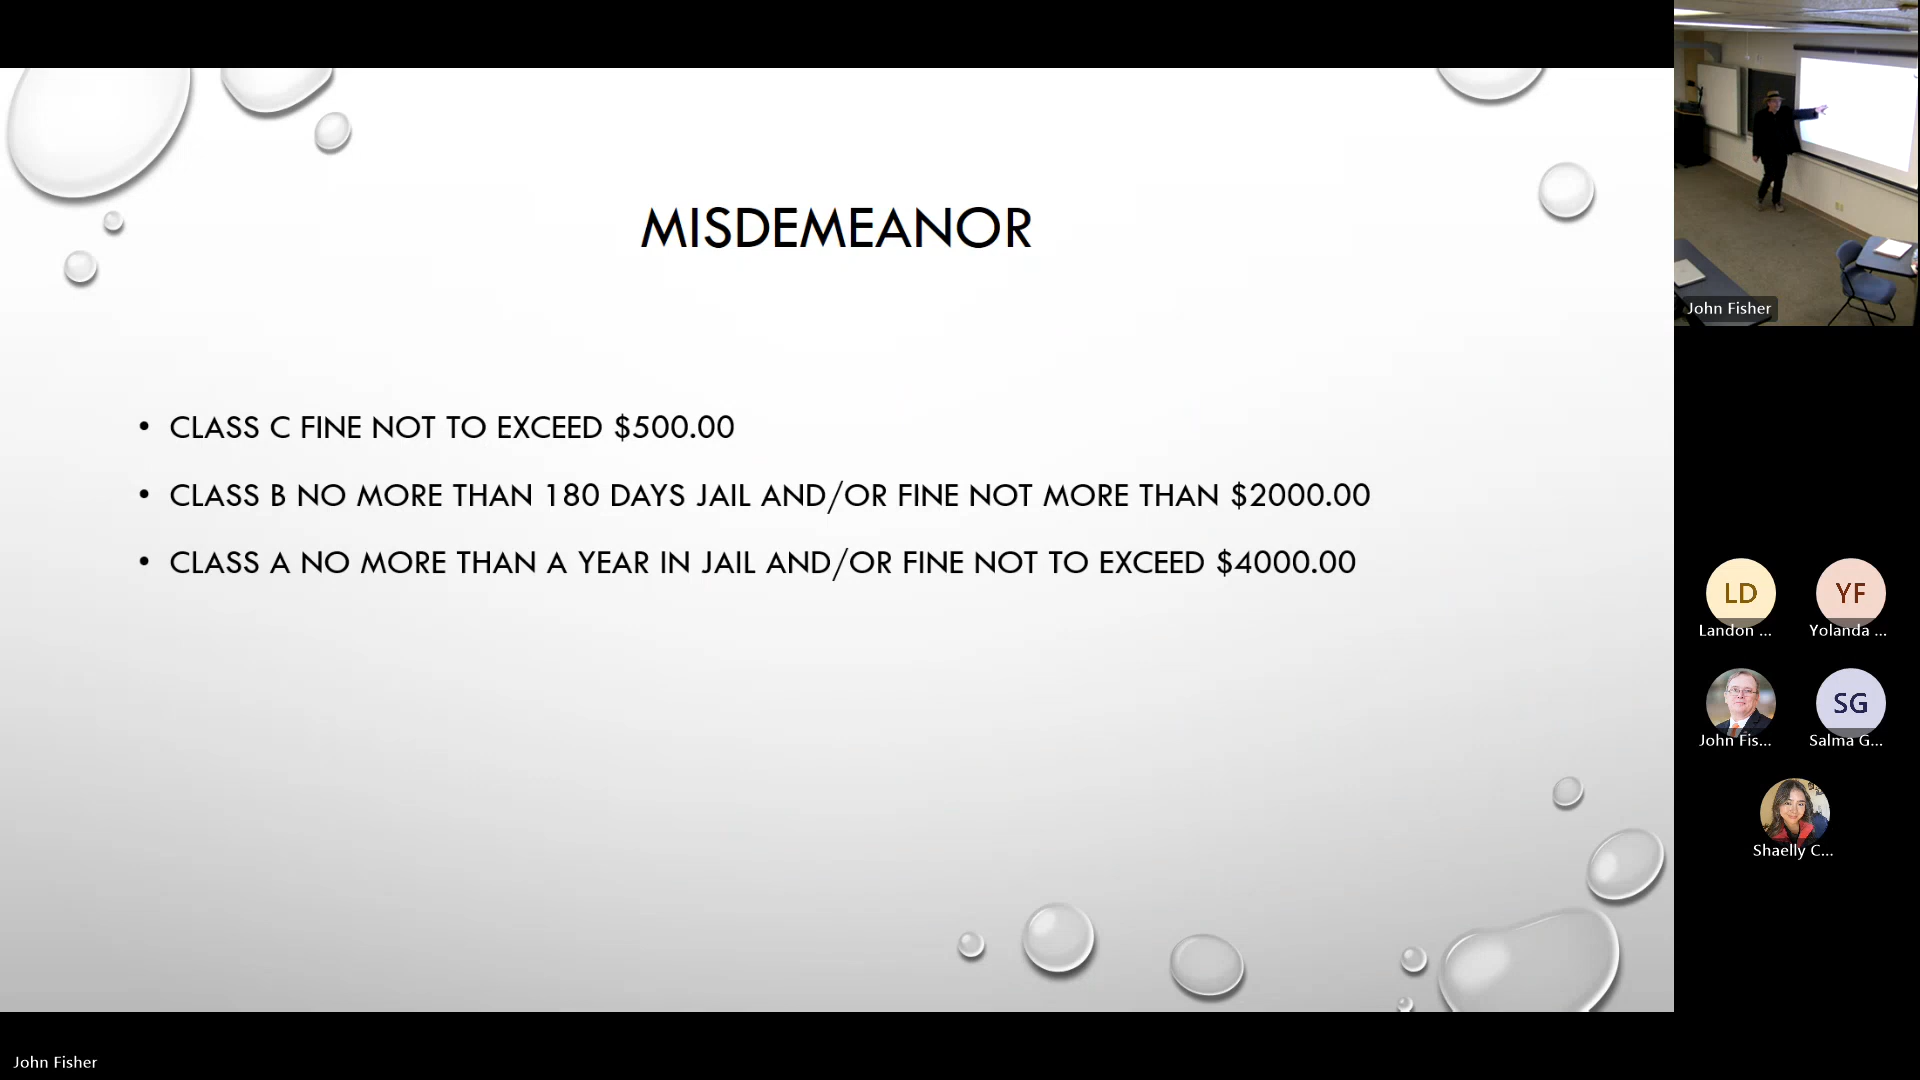 MISDEMEANOR
• CLASS C FINE NOT TO EXCEED $500.00
• CLASS B NO MORE THAN 180 DAYS JAIL AND/OR FINE NOT MORE THAN $2000.00
• CLASS A NO MORE THAN A YEAR IN JAIL AND/OR FINE NOT TO EXCEED $4000.00
John Fisher
LD
YF
Landon ...
Yolanda ...
SG
John Fis...
Salma G...
Shaelly C...
John Fisher